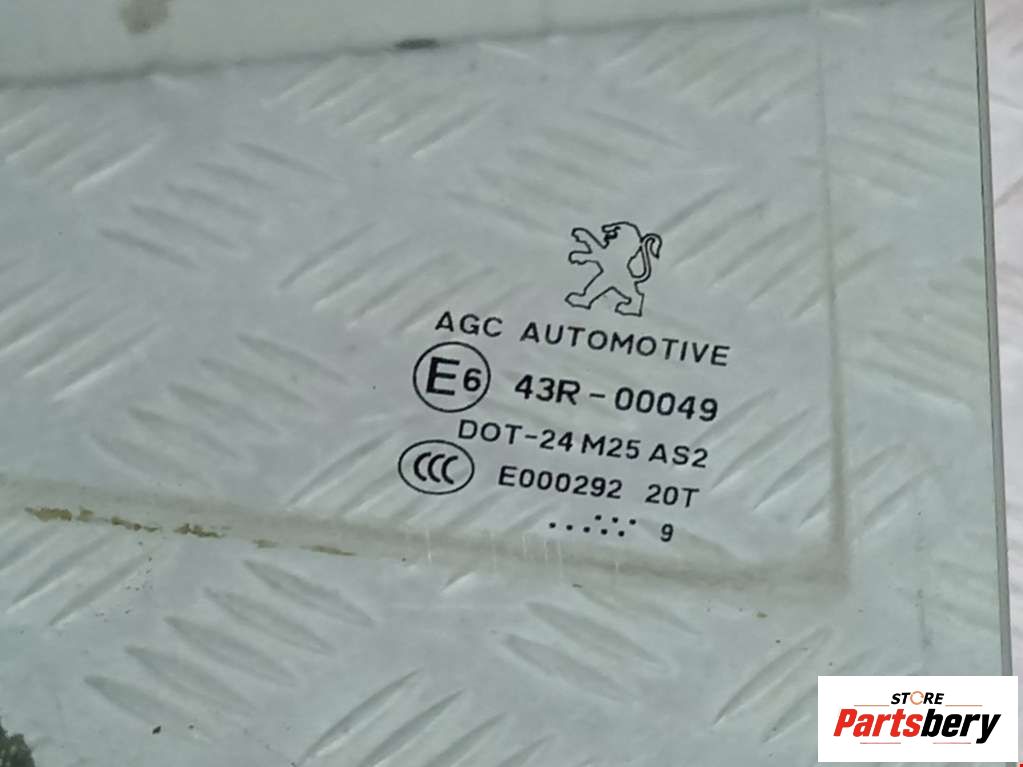 AGC AUTOMOTIVE
E6 43R-00049
DOT-24 M25 AS2
CCC E000292 20T
9
STORE
Partsbery